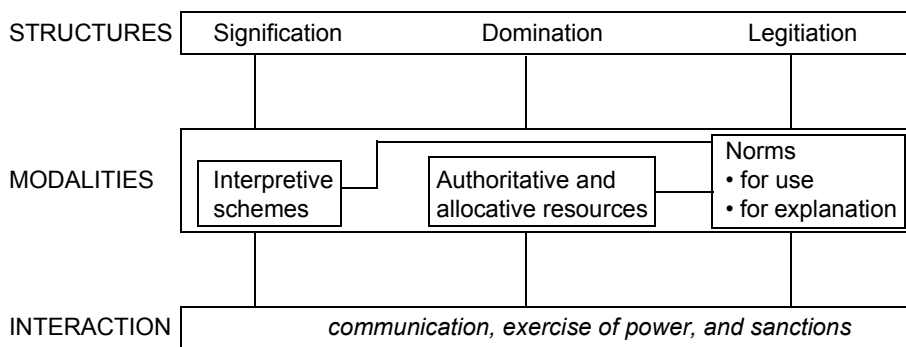 STRUCTURES Signification Domination Legitiation
MODALITIES
Interpretive
schemes
Authoritative and
allocative resources
Norms
• for use
• for explanation
INTERACTION communication, exercise of power, and sanctions